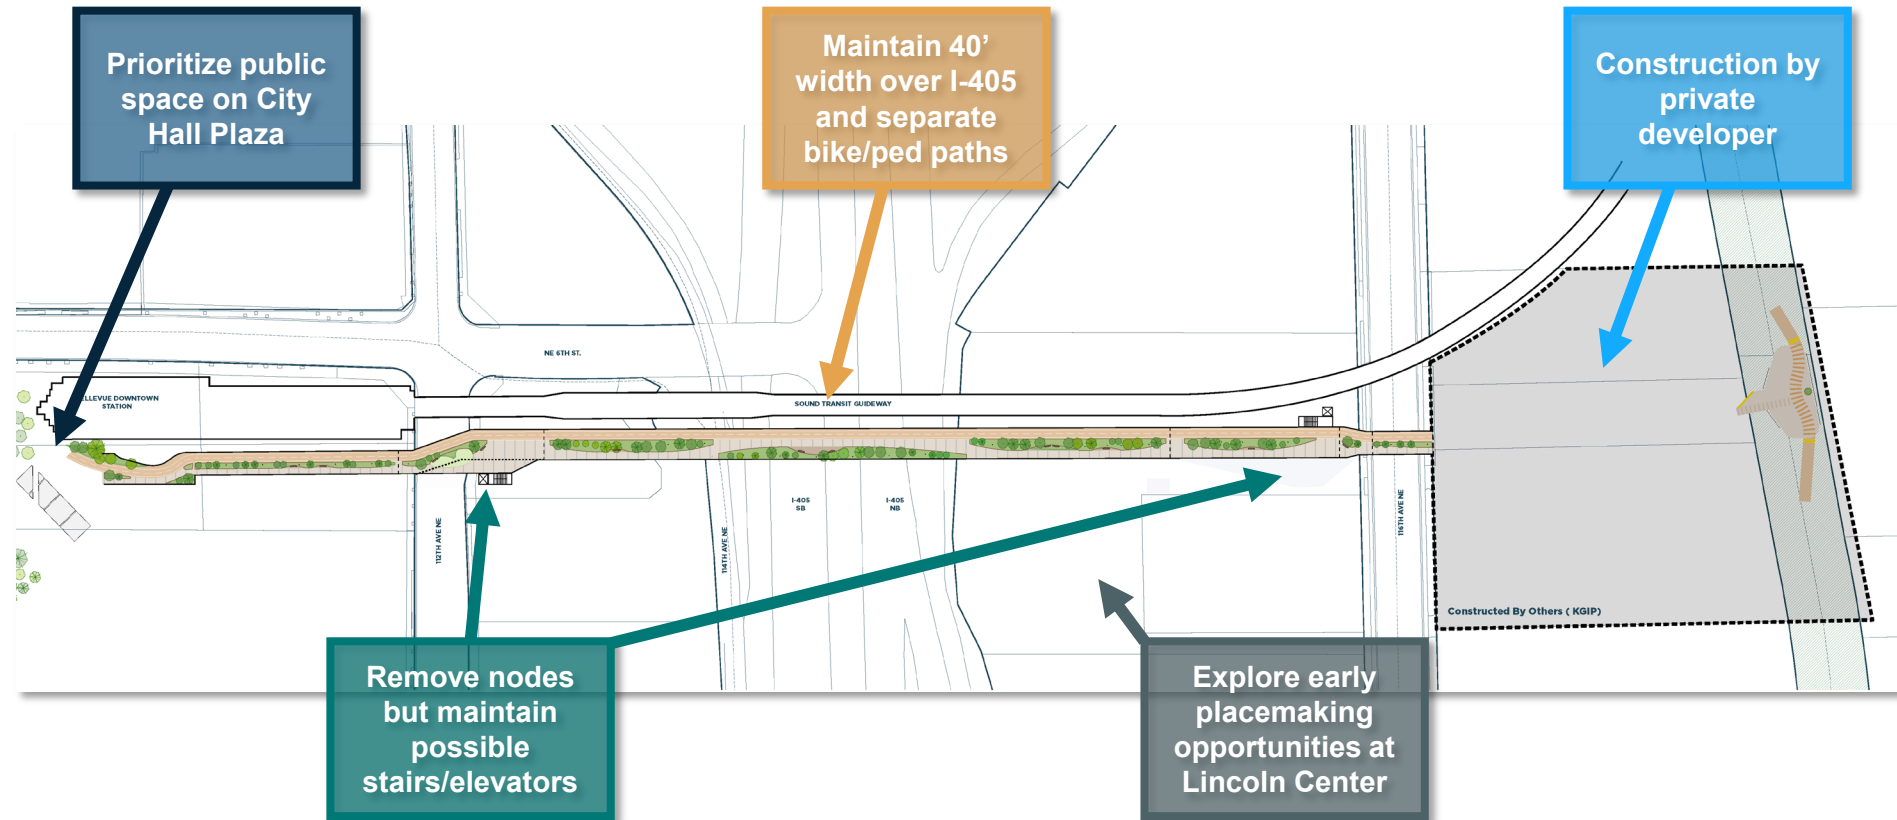 Prioritize public
space on City
Hall Plaza
Maintain 40’
width over I-405
and separate
bike/ped paths
Construction by
private
developer
NE 6TH ST.
ELLEVUE DOWNTOWN
STATION
SOUND TRANSIT GUIDEWAY
112TH AVE NE
114TH AVE NE
I-405
SB
I-405
NB
116TH AVE NE
Constructed By Others ( KGIP)
Remove nodes
but maintain
possible
stairs/elevators
Explore early
placemaking
opportunities at
Lincoln Center